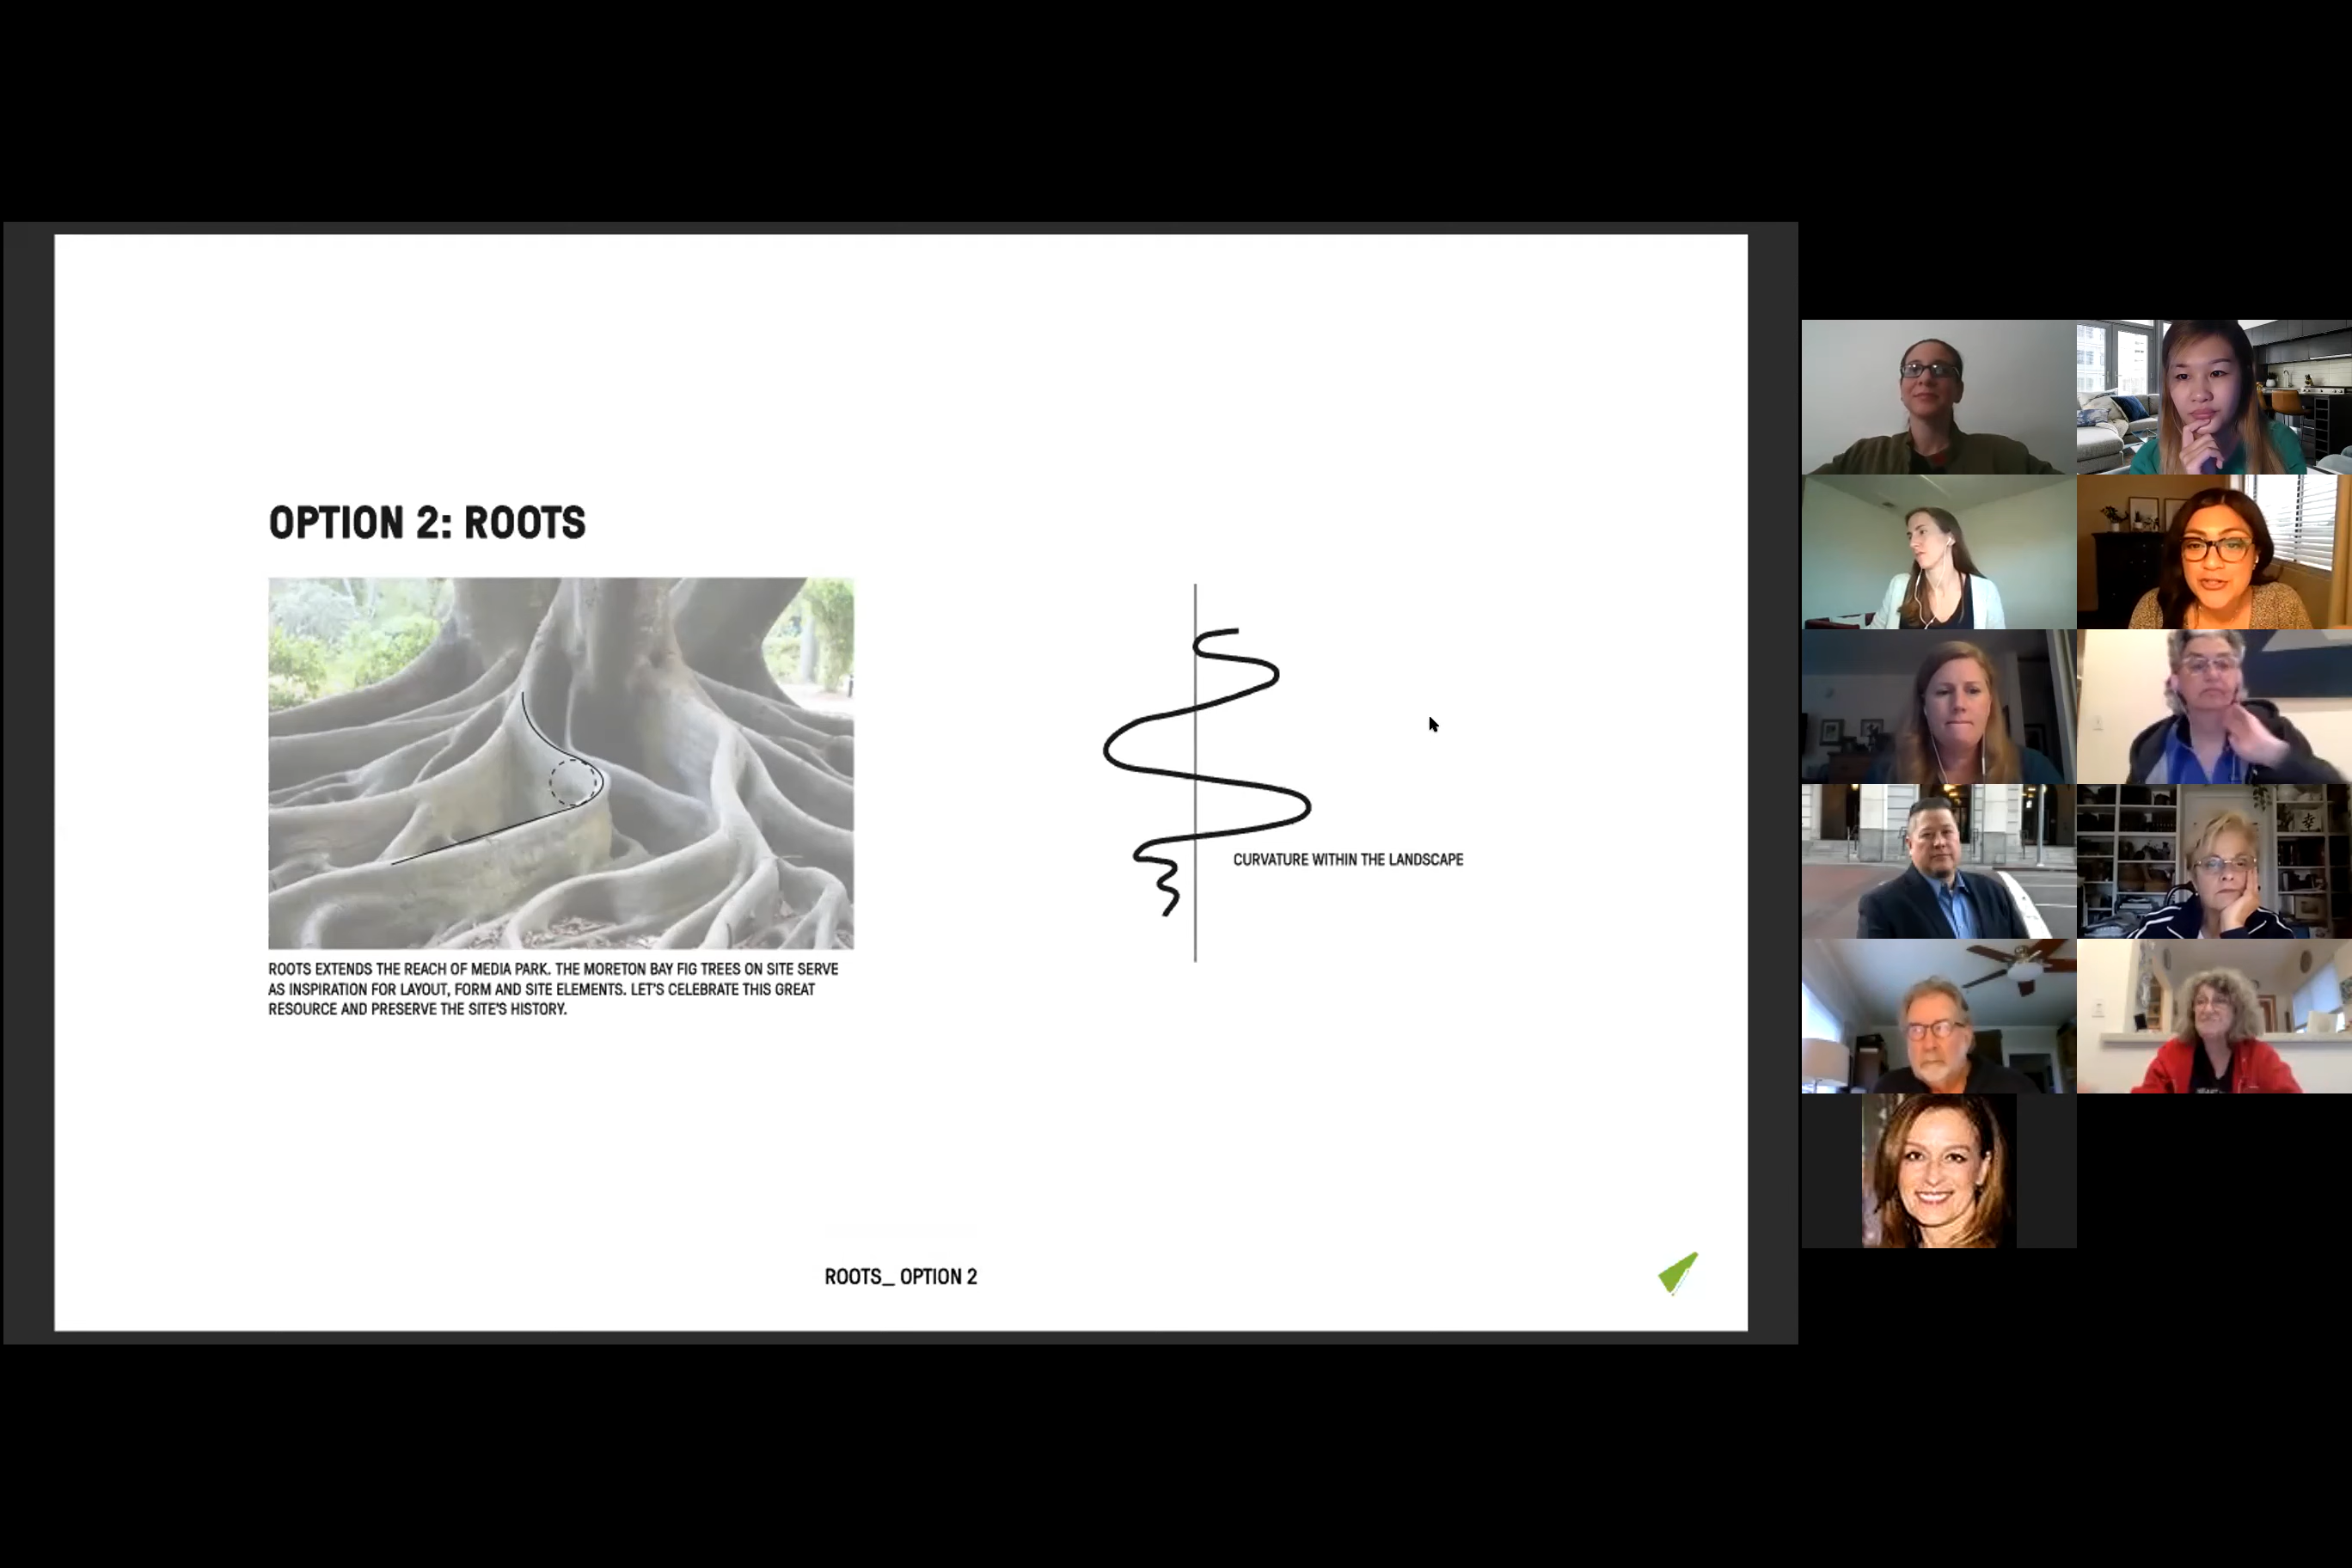 OPTION 2: ROOTS
ROOTS EXTENDS THE REACH OF MEDIA PARK. THE MORETON BAY FIG TREES ON SITE SERVE
AS INSPIRATION FOR LAYOUT, FORM AND SITE ELEMENTS. LET'S CELEBRATE THIS GREAT
RESOURCE AND PRESERVE THE SITE'S HISTORY.
CURVATURE WITHIN THE LANDSCAPE
ROOTS_ OPTION 2